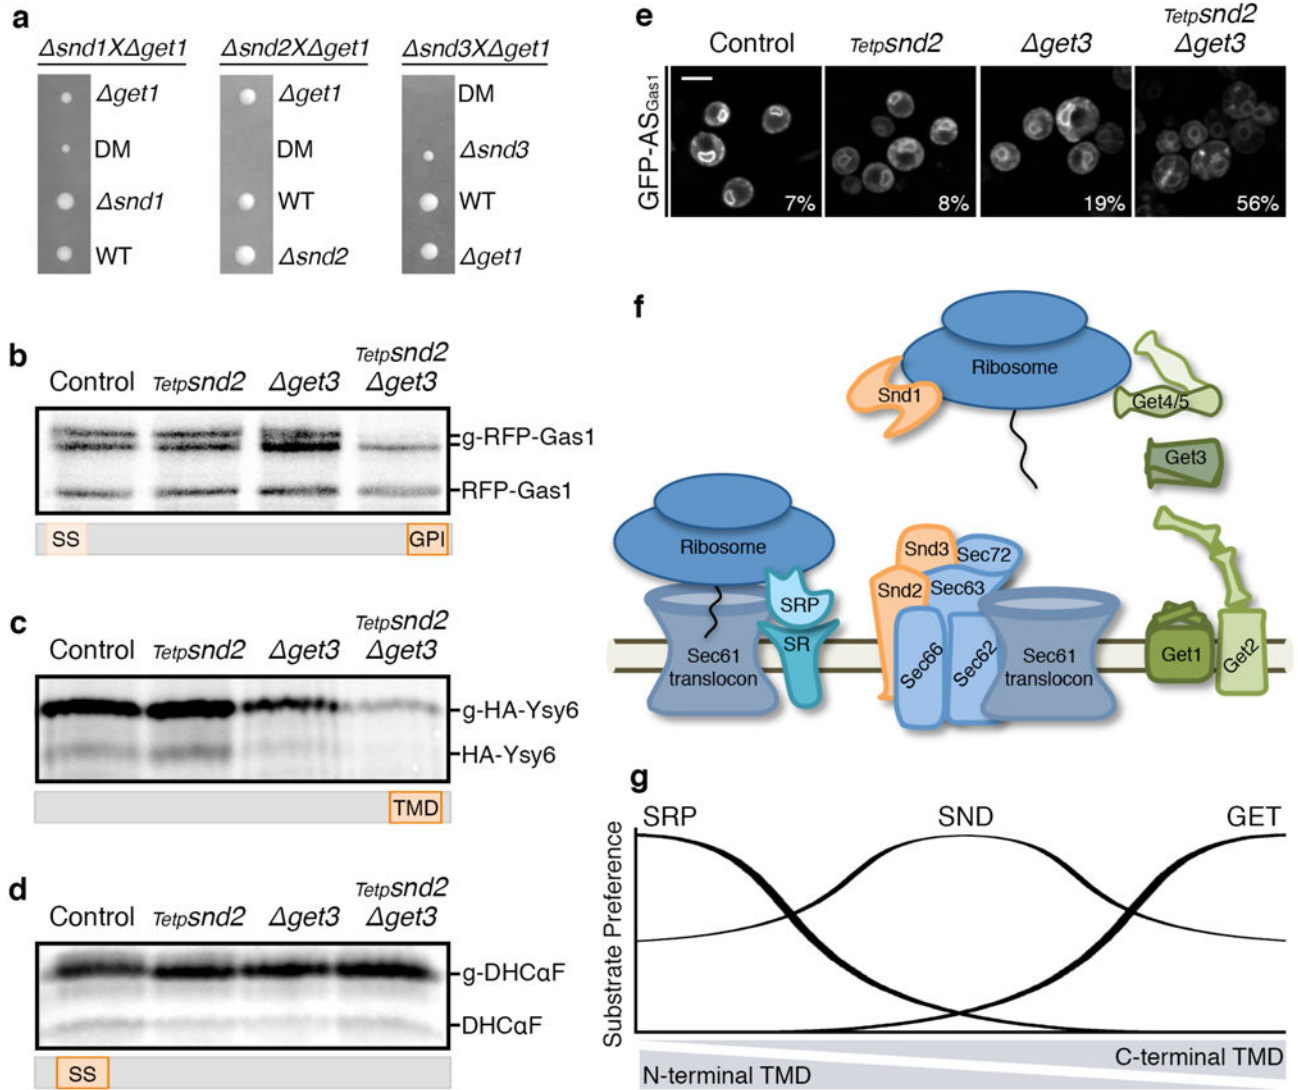 a
Δsnd1XΔget1
Δget1
DM
Δsnd1
WT
Δsnd2XΔget1
Δget1
DM
WT
Δsnd2
Δsnd3XΔget1
DM
Δsnd3
WT
Δget1
b
Control
Tetpsnd2
Δget3
Tetpsnd2
Δget3
g-RFP-Gas1
RFP-Gas1
SS
GPI
c
Control
Tetpsnd2
Δget3
Tetpsnd2
Δget3
g-HA-Ysy6
HA-Ysy6
TMD
d
Control
Tetpsnd2
Δget3
Tetpsnd2
Δget3
g-DHCαF
DHCαF
SS
e
Control
Tetpsnd2
Δget3
Tetpsnd2
Δget3
GFP-ASGas1
7%
8%
19%
56%
f
Ribosome
Snd1
Get4/5
Get3
Ribosome
SRP
SR
Sec61
translocon
Snd3
Sec72
Snd2
Sec63
Sec66
Sec62
Sec61
translocon
Get1
Get2
g
SRP
SND
GET
Substrate Preference
C-terminal TMD
N-terminal TMD